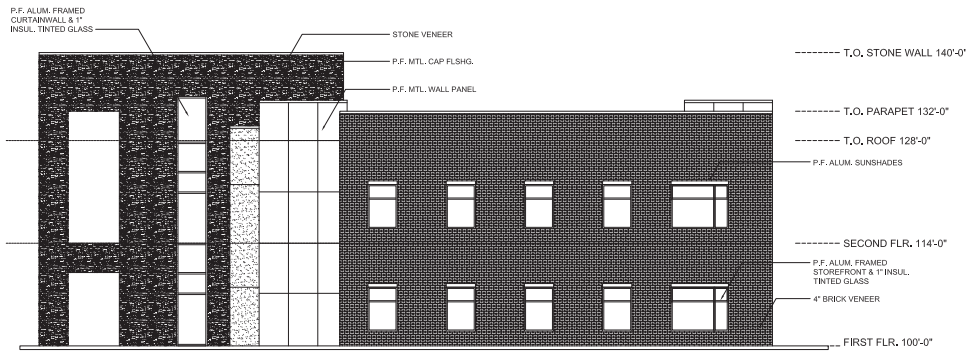 P.F. ALUM. FRAMED
CURTAINWALL & 1"
INSUL. TINTED GLASS
STONE VENEER
P.F. MTL. CAP FLSHG.
P.F. MTL. WALL PANEL
T.O. STONE WALL 140'-0"
T.O. PARAPET 132'-0"
T.O. ROOF 128'-0"
P.F. ALUM. SUNSHADES
SECOND FLR. 114'-0"
P.F. ALUM. FRAMED
STOREFRONT & 1" INSUL.
TINTED GLASS
4" BRICK VENEER
FIRST FLR. 100'-0"